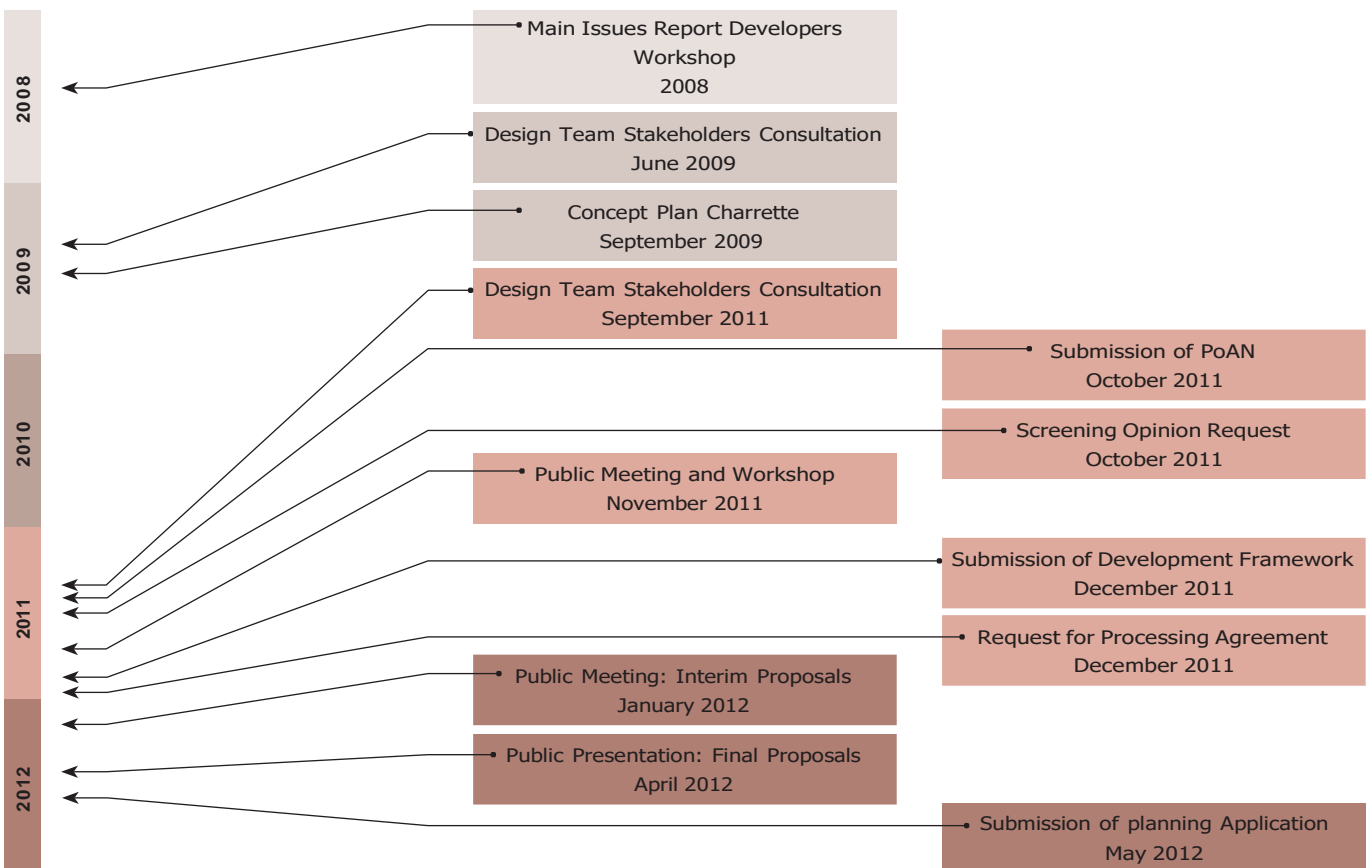 2008
2009
2010
2011
2012
Main Issues Report Developers
Workshop
2008
Design Team Stakeholders Consultation
June 2009
Concept Plan Charrette
September 2009
Design Team Stakeholders Consultation
September 2011
Submission of PoAN
October 2011
Screening Opinion Request
October 2011
Public Meeting and Workshop
November 2011
Submission of Development Framework
December 2011
Request for Processing Agreement
December 2011
Public Meeting: Interim Proposals
January 2012
Public Presentation: Final Proposals
April 2012
Submission of planning Application
May 2012